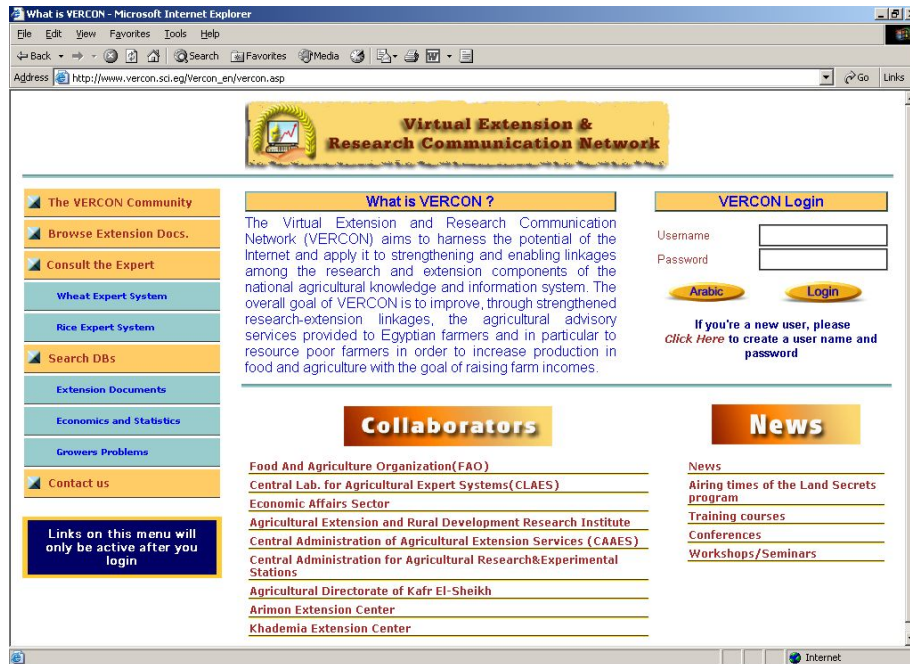 What is VERCON - Microsoft Internet Explorer
File Edit View Favorites Tools Help
Back Search Favorites Media
Address http://www.vercon.sci.eg/Vercon_en/vercon.asp Go Links
Virtual Extension &
Research Communication Network
The VERCON Community
Browse Extension Docs.
Consult the Expert
Wheat Expert System
Rice Expert System
Search DBs
Extension Documents
Economics and Statistics
Growers Problems
Contact us
Links on this menu will
only be active after you
login
What is VERCON ?
The Virtual Extension and Research Communication
Network (VERCON) aims to harness the potential of the
Internet and apply it to strengthening and enabling linkages
among the research and extension components of the
national agricultural knowledge and information system. The
overall goal of VERCON is to improve, through strengthened
research-extension linkages, the agricultural advisory
services provided to Egyptian farmers and in particular to
resource poor farmers in order to increase production in
food and agriculture with the goal of raising farm incomes.
VERCON Login
Username
Password
Arabic Login
If you're a new user, please
Click Here to create a user name and
password
Collaborators
Food And Agriculture Organization(FAO)
Central Lab. for Agricultural Expert Systems(CLAES)
Economic Affairs Sector
Agricultural Extension and Rural Development Research Institute
Central Administration of Agricultural Extension Services (CAAES)
Central Administration for Agricultural Research&Experimental
Stations
Agricultural Directorate of Kafr El-Sheikh
Arimon Extension Center
Khademia Extension Center
News
News
Airing times of the Land Secrets
program
Training courses
Conferences
Workshops/Seminars
Internet